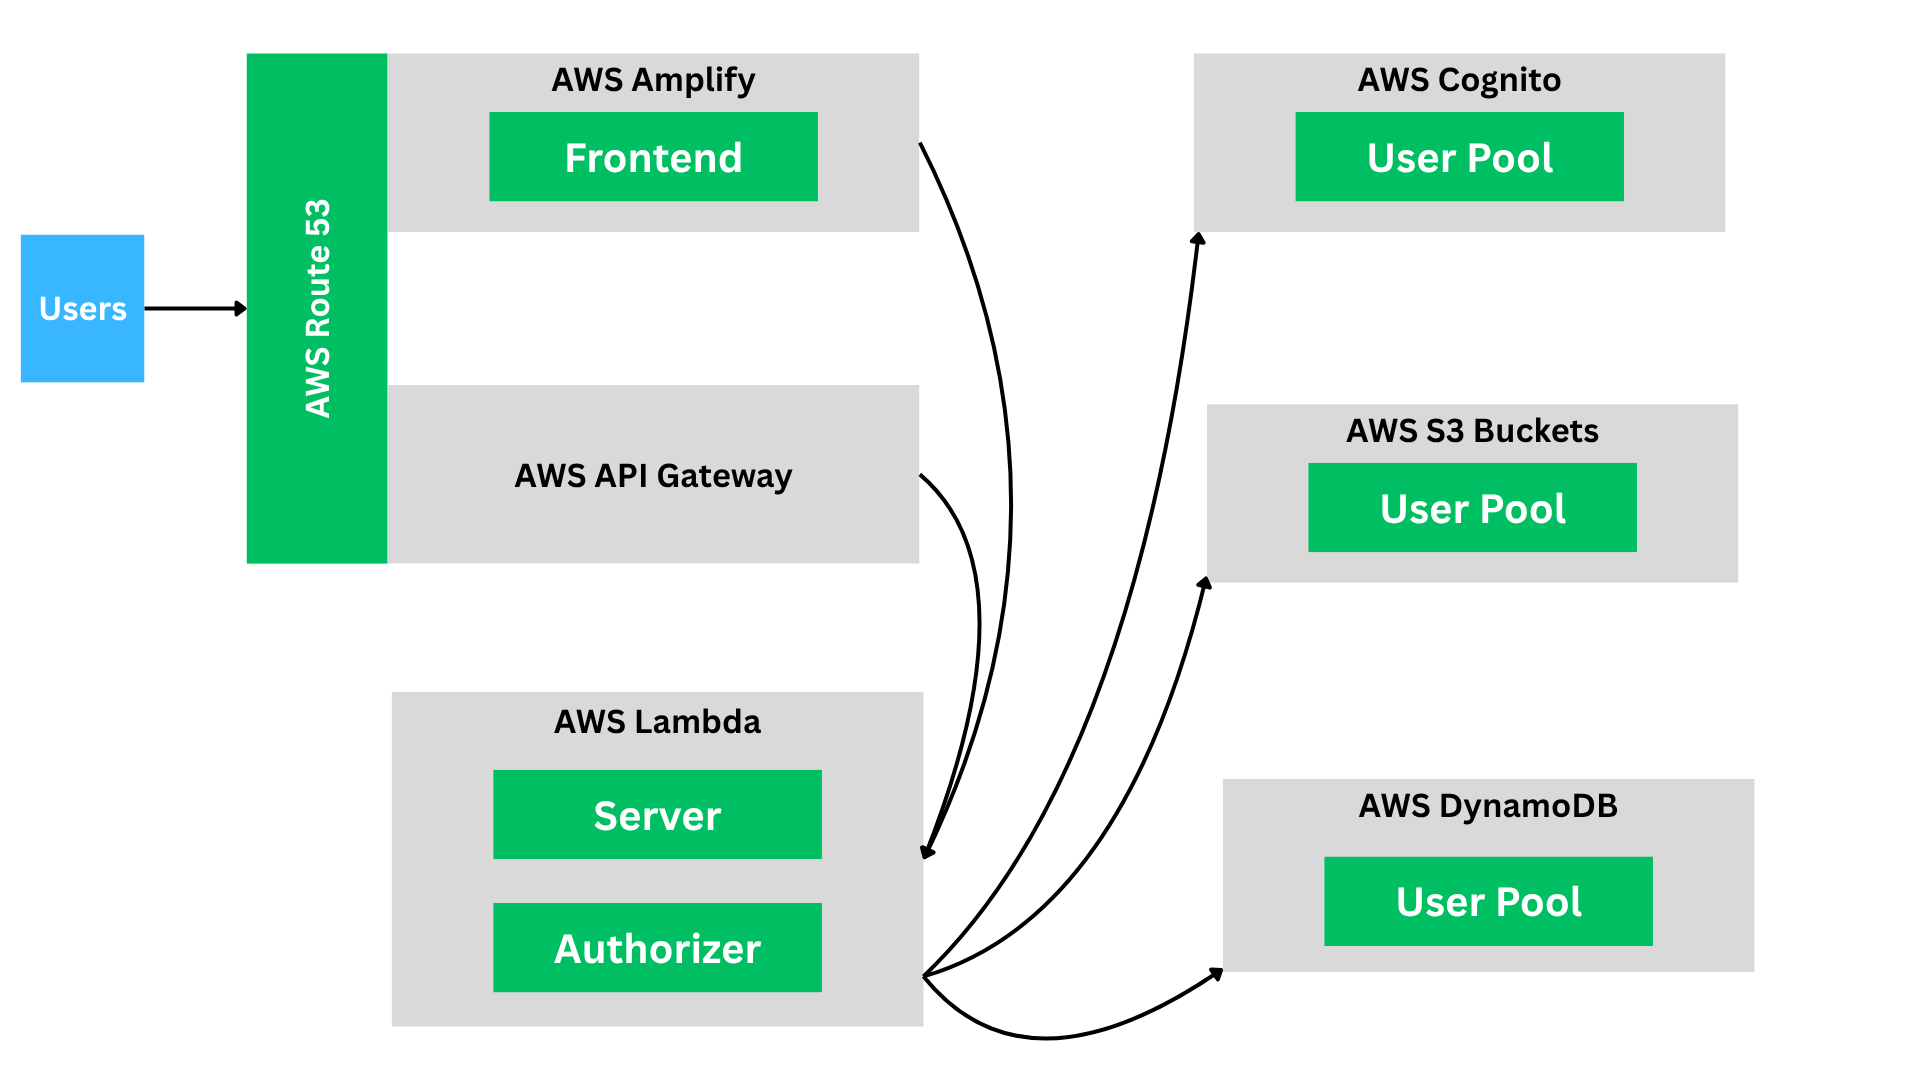 Users
AWS Route 53
AWS Amplify
Frontend
AWS API Gateway
AWS Lambda
Server
Authorizer
AWS Cognito
User Pool
AWS S3 Buckets
User Pool
AWS DynamoDB
User Pool